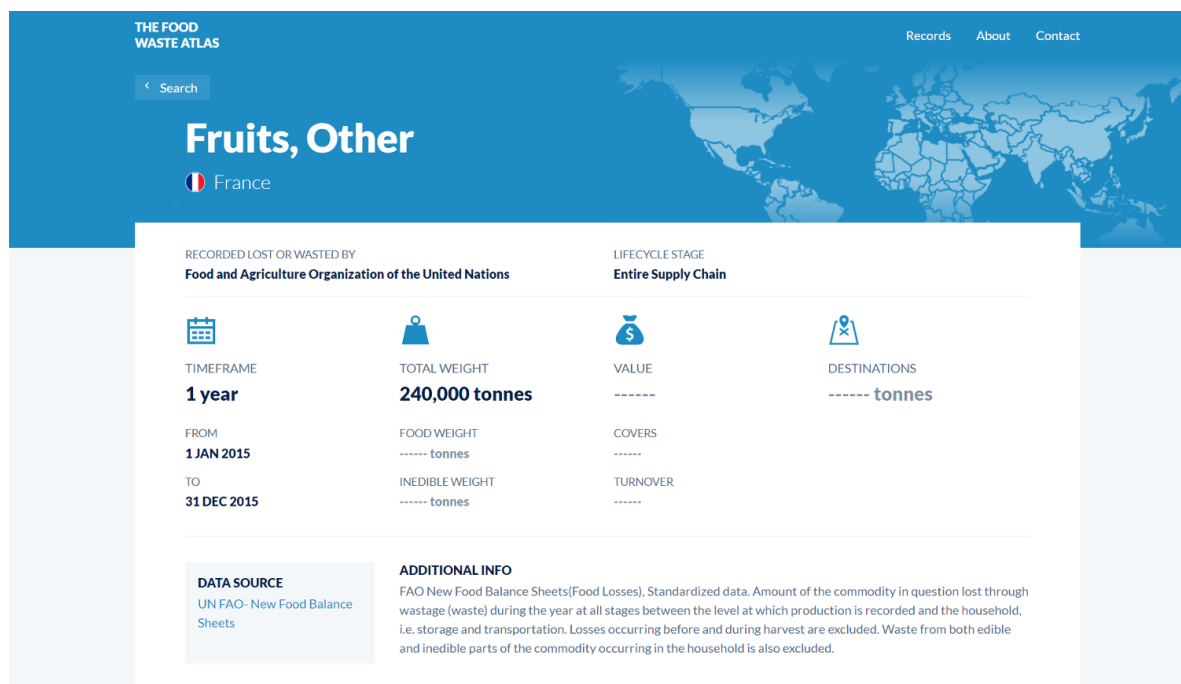 THE FOOD
WASTE ATLAS
Records About Contact
Search
Fruits, Other
France
RECORDED LOST OR WASTED BY
Food and Agriculture Organization of the United Nations
LIFECYCLE STAGE
Entire Supply Chain
TIMEFRAME
1 year
FROM
1 JAN 2015
TO
31 DEC 2015
TOTAL WEIGHT
240,000 tonnes
FOOD WEIGHT
------ tonnes
INEDIBLE WEIGHT
------ tonnes
$
VALUE
------
COVERS
------
TURNOVER
------
DESTINATIONS
------ tonnes
DATA SOURCE
UN FAO- New Food Balance
Sheets
ADDITIONAL INFO
FAO New Food Balance Sheets(Food Losses), Standardized data. Amount of the commodity in question lost through
wastage (waste) during the year at all stages between the level at which production is recorded and the household,
i.e. storage and transportation. Losses occurring before and during harvest are excluded. Waste from both edible
and inedible parts of the commodity occurring in the household is also excluded.